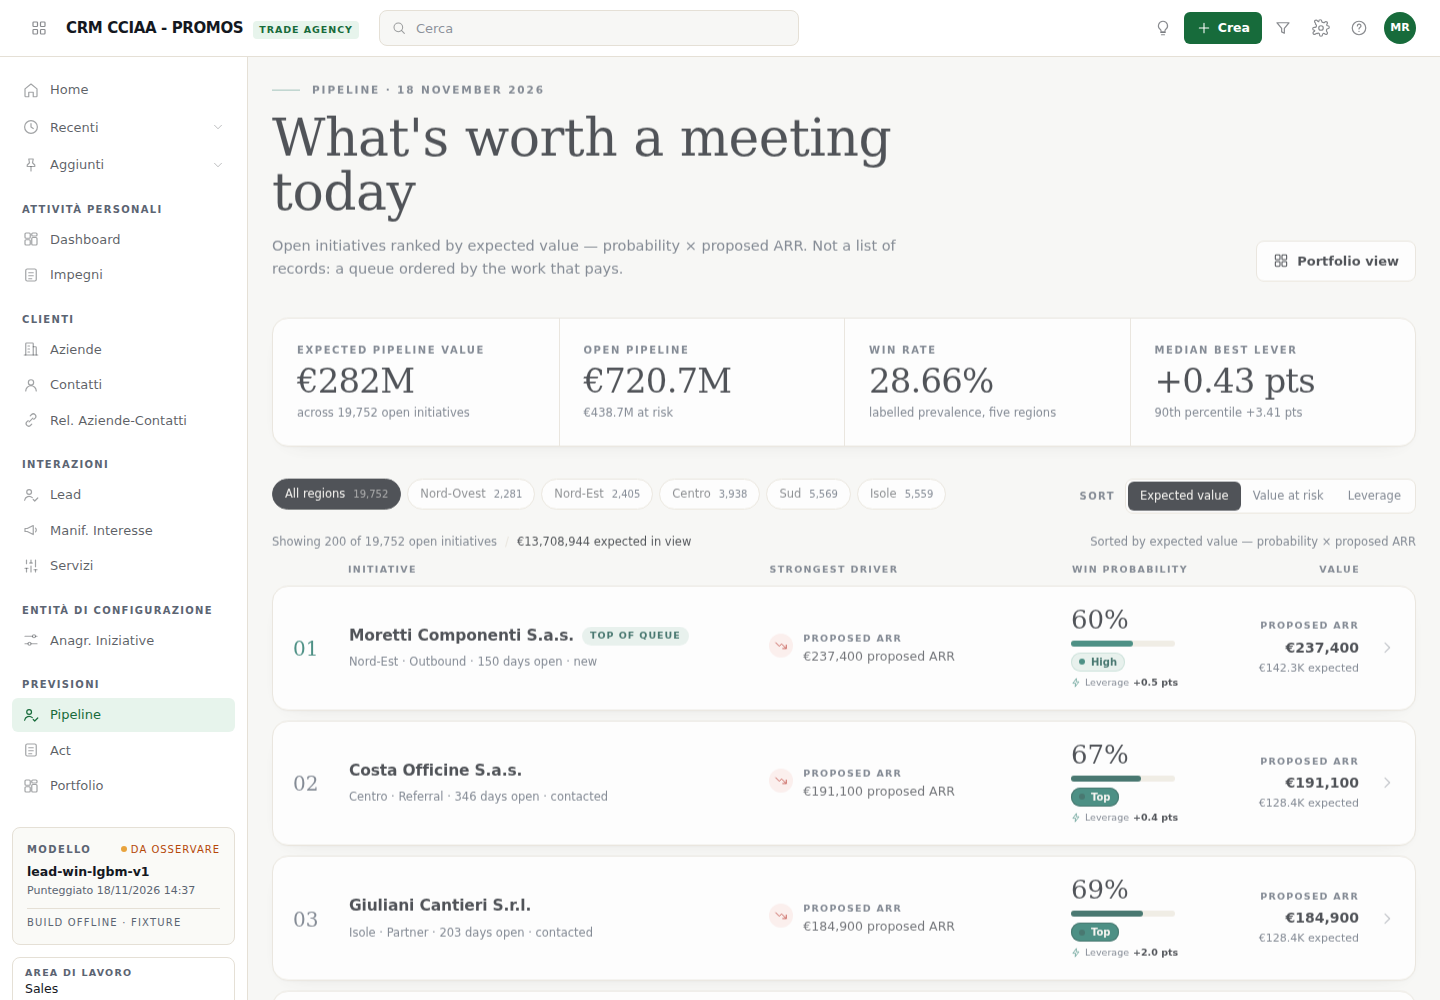 CRM CCIAA - PROMOS
TRADE AGENCY
Cerca
Crea
MR
Home
Recenti
Aggiunti
ATTIVITÀ PERSONALI
Dashboard
Impegni
CLIENTI
Aziende
Contatti
Rel. Aziende-Contatti
INTERAZIONI
Lead
Manif. Interesse
Servizi
ENTITÀ DI CONFIGURAZIONE
Anagr. Iniziative
PREVISIONI
Pipeline
Act
Portfolio
MODELLO
DA OSSERVARE
lead-win-lgbm-v1
Punteggiato 18/11/2026 14:37
BUILD OFFLINE · FIXTURE
AREA DI LAVORO
Sales
PIPELINE · 18 NOVEMBER 2026
What's worth a meeting
today
Open initiatives ranked by expected value — probability × proposed ARR. Not a list of
records: a queue ordered by the work that pays.
Portfolio view
EXPECTED PIPELINE VALUE
€282M
across 19,752 open initiatives
OPEN PIPELINE
€720.7M
€438.7M at risk
WIN RATE
28.66%
labelled prevalence, five regions
MEDIAN BEST LEVER
+0.43 pts
90th percentile +3.41 pts
All regions 19,752
Nord-Ovest 2,281
Nord-Est 2,405
Centro 3,938
Sud 5,569
Isole 5,559
SORT
Expected value
Value at risk
Leverage
Showing 200 of 19,752 open initiatives / €13,708,944 expected in view
Sorted by expected value — probability × proposed ARR
INITIATIVE
STRONGEST DRIVER
WIN PROBABILITY
VALUE
01
Moretti Componenti S.a.s.
TOP OF QUEUE
Nord-Est · Outbound · 150 days open · new
PROPOSED ARR
€237,400 proposed ARR
60%
High
Leverage +0.5 pts
PROPOSED ARR
€237,400
€142.3K expected
02
Costa Officine S.a.s.
Centro · Referral · 346 days open · contacted
PROPOSED ARR
€191,100 proposed ARR
67%
Top
Leverage +0.4 pts
PROPOSED ARR
€191,100
€128.4K expected
03
Giuliani Cantieri S.r.l.
Isole · Partner · 203 days open · contacted
PROPOSED ARR
€184,900 proposed ARR
69%
Top
Leverage +2.0 pts
PROPOSED ARR
€184,900
€128.4K expected